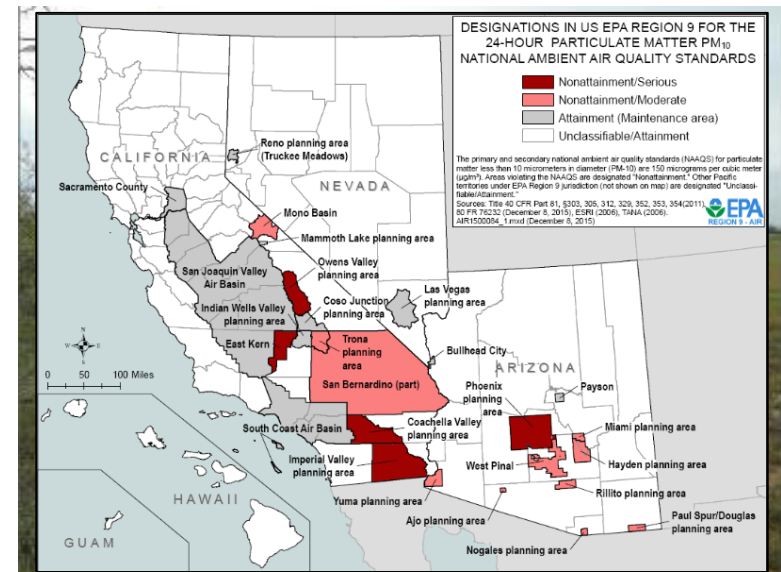 DESIGNATIONS IN US EPA REGION 9 FOR THE
24-HOUR PARTICULATE MATTER PM₁₀
NATIONAL AMBIENT AIR QUALITY STANDARDS
Nonattainment/Serious
Nonattainment/Moderate
Attainment (Maintenance area)
Unclassifiable/Attainment
The primary and secondary national ambient air quality standards (NAAQS) for particulate
matter less than 10 micrometers in diameter (PM-10) are 150 micrograms per cubic meter
(µg/m³). Areas violating the NAAQS are designated "Nonattainment." Other Pacific
territories under EPA Region 9 jurisdiction (not shown on map) are designated "Unclassi-
fiable/Attainment."
Sources: Title 40 CFR Part 81, §303, 305, 312, 329, 352, 353, 354(2011),
80 FR 76232 (December 8, 2015), ESRI (2006), TANA (2006).
AIR1500084_1.mxd (December 8, 2015)
EPA
REGION 9 - AIR
Reno planning area
(Truckee Meadows)
CALIFORNIA
NEVADA
Sacramento County
Mono Basin
Mammoth Lake planning area
Owens Valley
planning area
San Joaquin Valley
Air Basin
Las Vegas
planning area
Coso Junction
planning area
Indian Wells Valley
planning area
East Kern
Trona
planning
area
N
W
E
S
0 50 100 Miles
San Bernardino (part)
Bullhead City
ARIZONA
Phoenix
planning
area
Payson
South Coast Air Basin
Coachella Valley
planning area
Miami planning area
Imperial Valley
planning area
West Pinal
Hayden planning area
Yuma planning area
Rillito planning area
Ajo planning area
Paul Spur/Douglas
planning area
Nogales planning area
HAWAII
GUAM